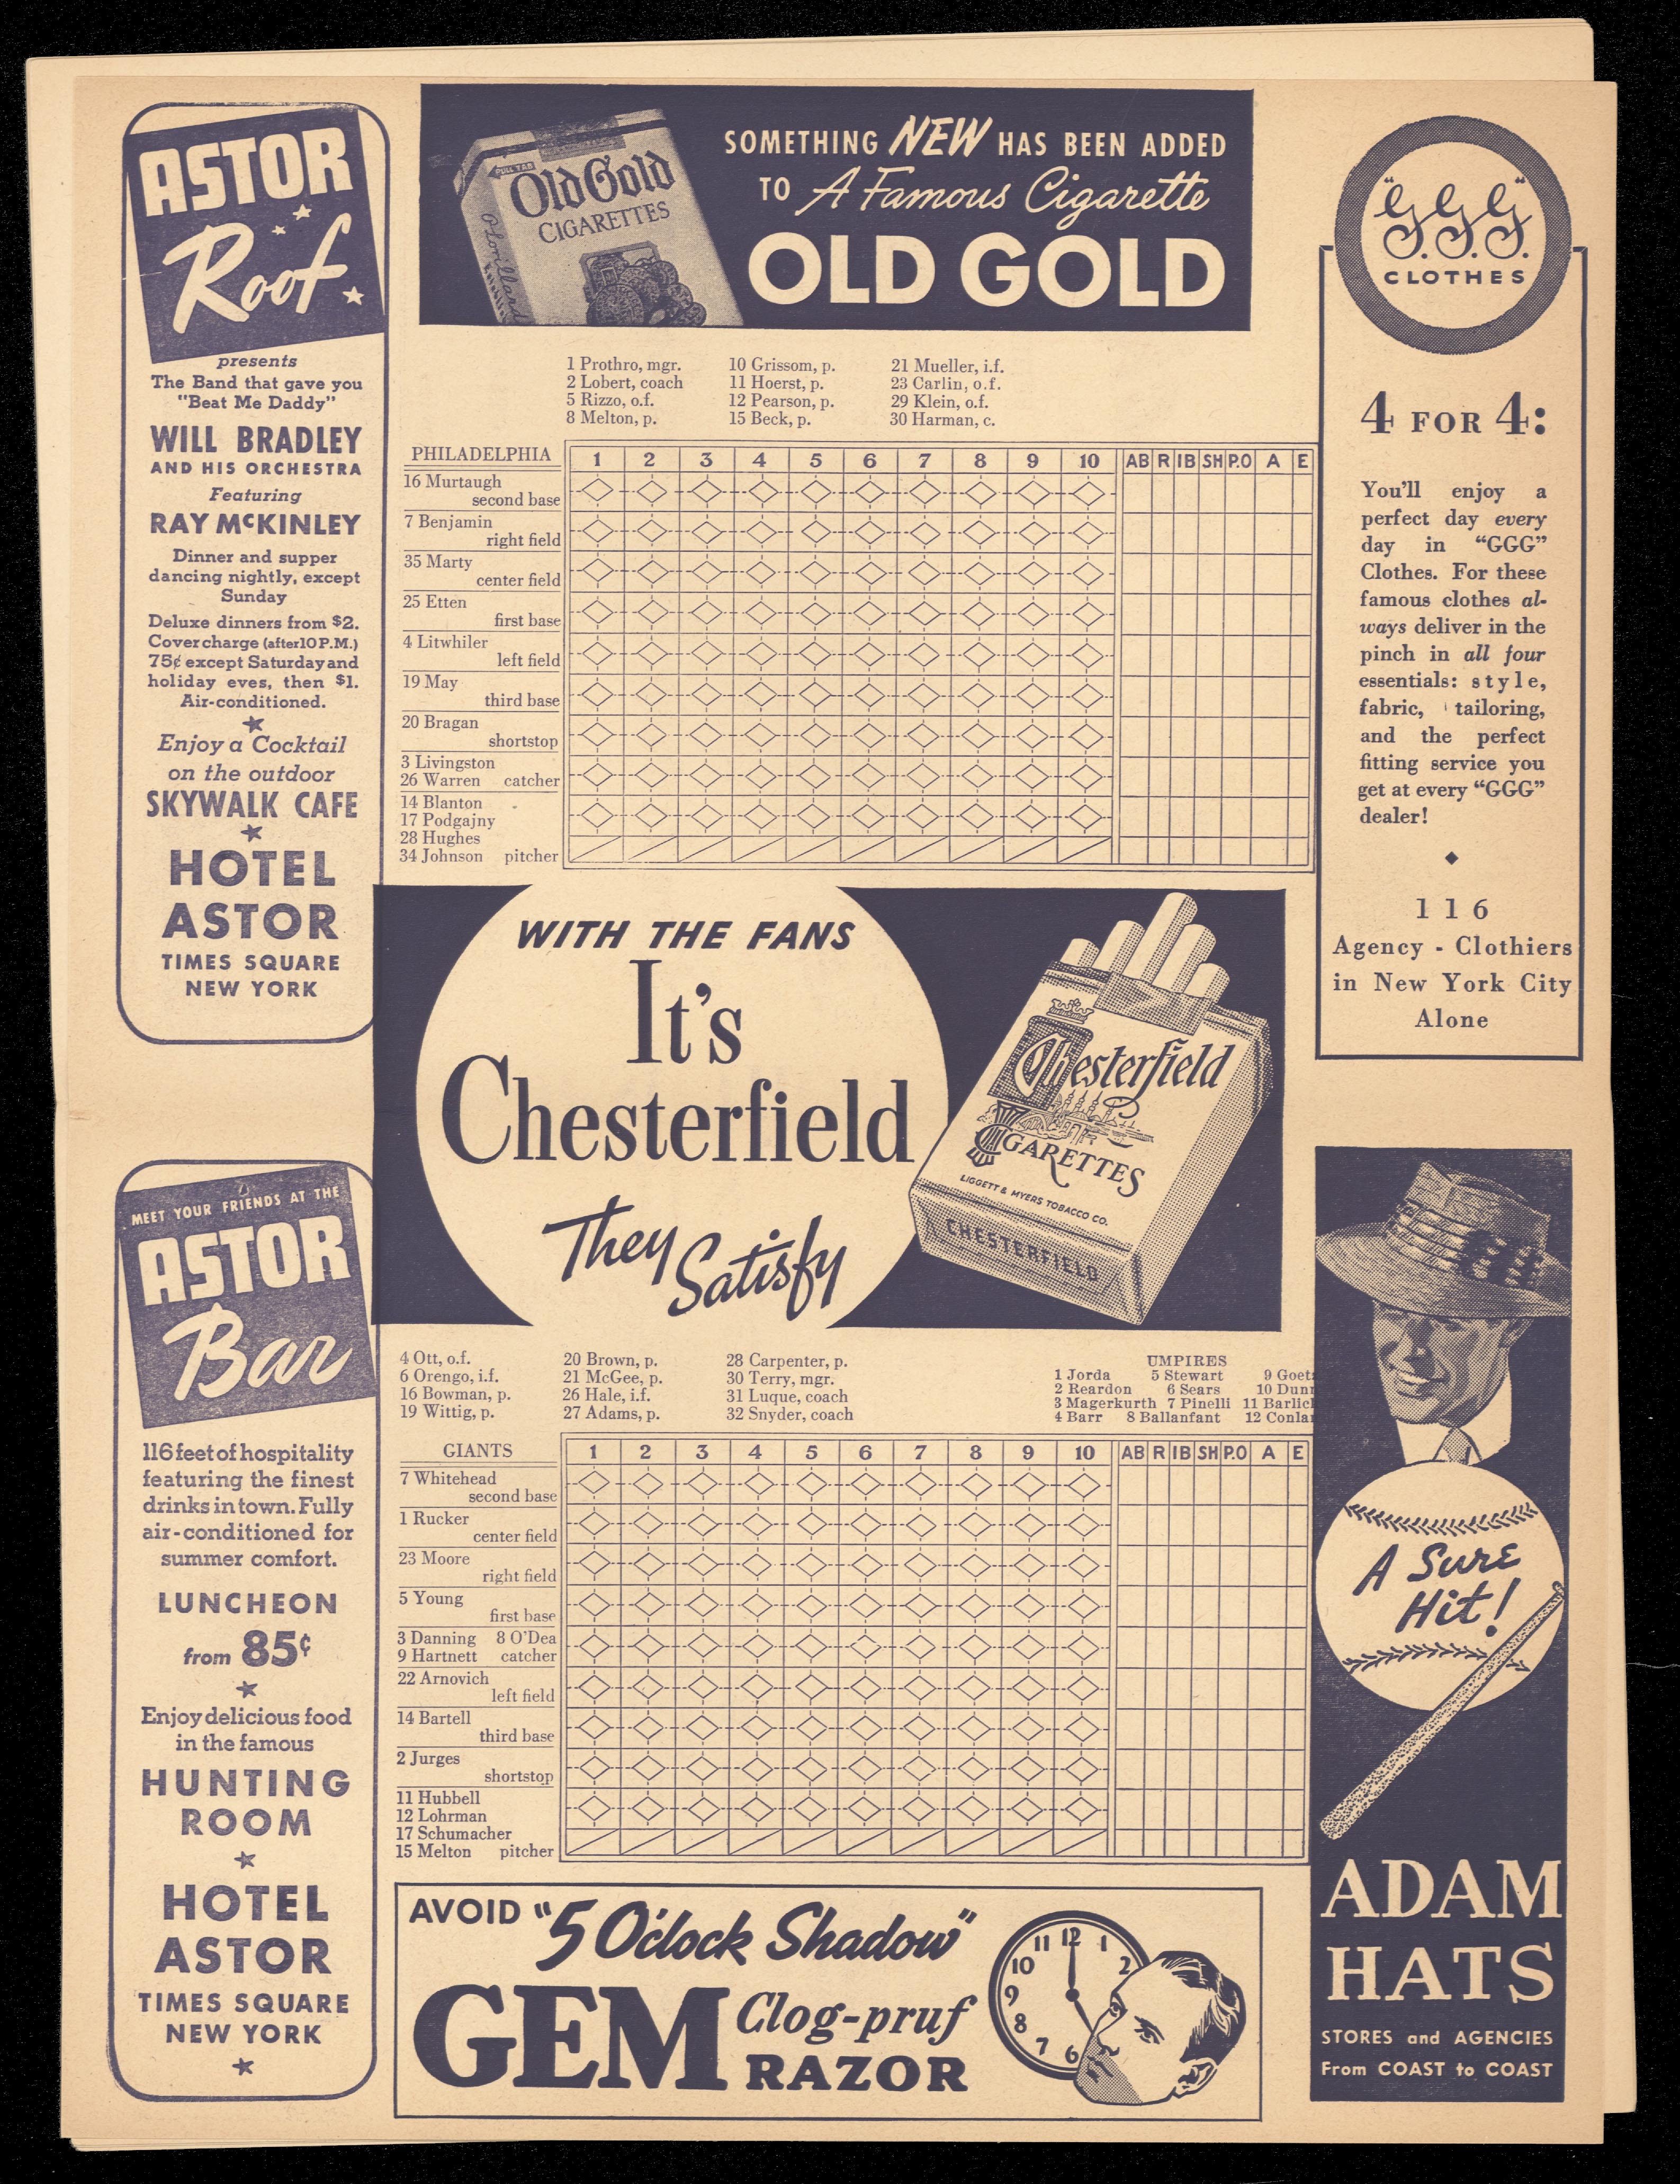 ASTOR
Roof
presents
The Band that gave you
"Beat Me Daddy"
WILL BRADLEY
AND HIS ORCHESTRA
Featuring
RAY McKINLEY
Dinner and supper
dancing nightly, except
Sunday
Deluxe dinners from $2.
Cover charge (after 10 P.M.)
75¢ except Saturday and
holiday eves, then $1.
Air-conditioned.
Enjoy a Cocktail
on the outdoor
SKYWALK CAFE
HOTEL
ASTOR
TIMES SQUARE
NEW YORK
PULL TAB
Old Gold
CIGARETTES
P. Lorillard
SOMETHING NEW HAS BEEN ADDED
TO A Famous Cigarette
OLD GOLD
"G.G.G."
CLOTHES
4 FOR 4:
You'll enjoy a
perfect day every
day in "GGG"
Clothes. For these
famous clothes al-
ways deliver in the
pinch in all four
essentials: style,
fabric, tailoring,
and the perfect
fitting service you
get at every "GGG"
dealer!
116
Agency - Clothiers
in New York City
Alone
1 Prothro, mgr. 10 Grissom, p. 21 Mueller, i.f.
2 Lobert, coach 11 Hoerst, p. 23 Carlin, o.f.
5 Rizzo, o.f. 12 Pearson, p. 29 Klein, o.f.
8 Melton, p. 15 Beck, p. 30 Harman, c.
PHILADELPHIA 1 2 3 4 5 6 7 8 9 10 AB R IB SH P.O A E
16 Murtaugh
second base
7 Benjamin
right field
35 Marty
center field
25 Etten
first base
4 Litwhiler
left field
19 May
third base
20 Bragan
shortstop
3 Livingston
26 Warren catcher
14 Blanton
17 Podgajny
28 Hughes
34 Johnson pitcher
WITH THE FANS
It's
Chesterfield
They
Satisfy
Chesterfield
CIGARETTES
LIGGETT & MYERS TOBACCO CO.
CHESTERFIELD
4 Ott, o.f. 20 Brown, p. 28 Carpenter, p.
6 Orengo, i.f. 21 McGee, p. 30 Terry, mgr.
16 Bowman, p. 26 Hale, i.f. 31 Luque, coach
19 Wittig, p. 27 Adams, p. 32 Snyder, coach
UMPIRES
1 Jorda 5 Stewart 9 Goet
2 Reardon 6 Sears 10 Dun
3 Magerkurth 7 Pinelli 11 Barlic
4 Barr 8 Ballanfant 12 Conla
GIANTS 1 2 3 4 5 6 7 8 9 10 AB R IB SH P.O A E
7 Whitehead
second base
1 Rucker
center field
23 Moore
right field
5 Young
first base
3 Danning 8 O'Dea
9 Hartnett catcher
22 Arnovich
left field
14 Bartell
third base
2 Jurges
shortstop
11 Hubbell
12 Lohrman
17 Schumacher
15 Melton pitcher
MEET YOUR FRIENDS AT THE
ASTOR
Bar
116 feet of hospitality
featuring the finest
drinks in town. Fully
air-conditioned for
summer comfort.
LUNCHEON
from 85¢
Enjoy delicious food
in the famous
HUNTING
ROOM
HOTEL
ASTOR
TIMES SQUARE
NEW YORK
AVOID "5 O'clock Shadow"
GEM Clog-pruf
RAZOR
12 1 2 6 7 8 9 10 11
A Sure
Hit!
ADAM
HATS
STORES and AGENCIES
From COAST to COAST